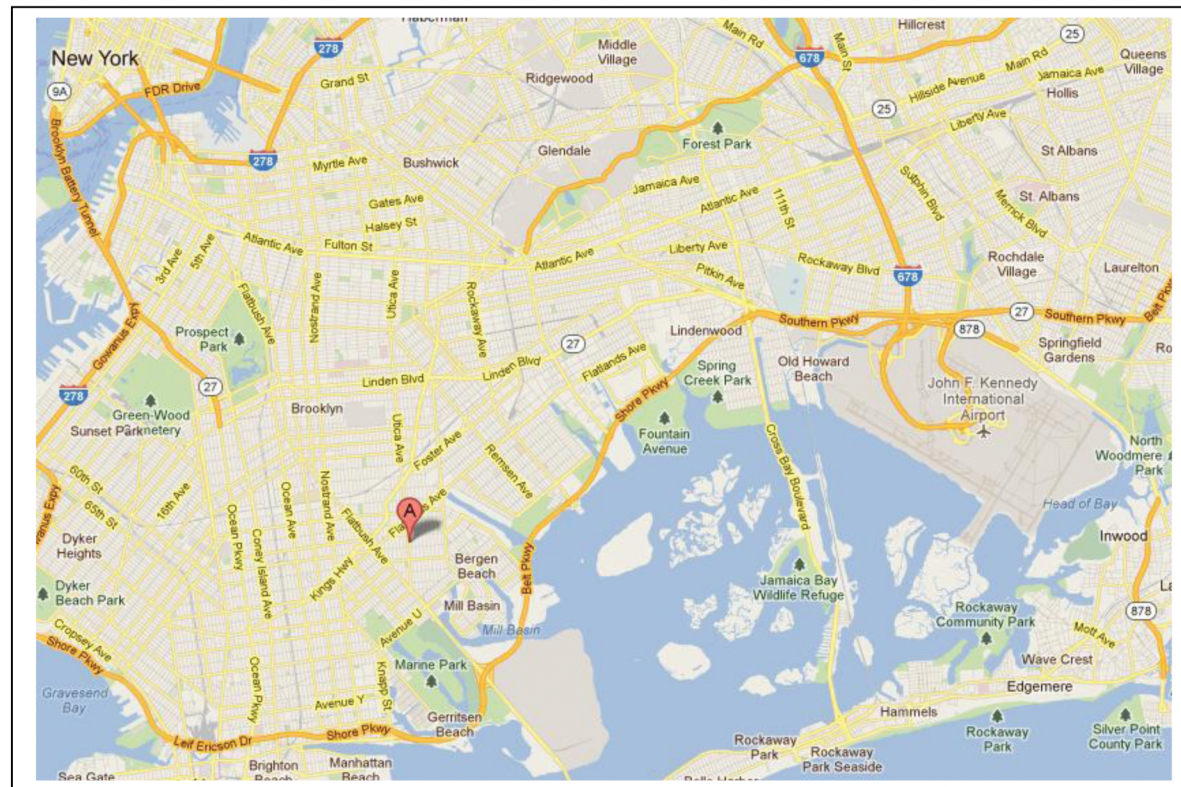 Haberman
Hillcrest
Main Rd
Main St
25
Main Rd
Queens
Village
278
Middle
Village
678
Jamaica Ave
New York
Grand St
Ridgewood
Hillside Avenue
Hollis
9A
FDR Drive
25
Liberty Ave
Brooklyn Battery Tunnel
278
Myrtle Ave
Bushwick
Glendale
Forest Park
St Albans
Jamaica Ave
Sutphin Blvd
Merrick Blvd
St. Albans
Gates Ave
Atlantic Ave
111th St
Halsey St
3rd Ave
5th Ave
Atlantic Ave
Fulton St
Atlantic Ave
Liberty Ave
Rockaway Blvd
Rochdale
Village
Laurelton
Pitkin Ave
678
Flatbush Ave
Nostrand Ave
Utica Ave
Rockaway Ave
27
Belt
Southern Pkwy
Southern Pkwy
878
Gowanus Expy
Prospect
Park
Lindenwood
27
Springfield
Gardens
Flatlands Ave
Linden Blvd
Linden Blvd
Spring
Creek Park
Old Howard
Beach
278
27
John F. Kennedy
International
Airport
Green-Wood
Cemetery
Sunset Park
Brooklyn
Shore Pkwy
Utica Ave
Foster Ave
Fountain
Avenue
Cross Bay Boulevard
North
Woodmere
Park
60th St
65th St
16th Ave
Remsen Ave
Ocean Ave
Nostrand Ave
Head of Bay
Ocean Pkwy
Coney Island Ave
Flatbush Ave
A
Dyker
Heights
Inwood
Kings Hwy
Bergen
Beach
Belt Pkwy
Jamaica Bay
Wildlife Refuge
Dyker
Beach Park
Mill Basin
Rockaway
Community Park
878
Cropsey Ave
Avenue U
Mill Basin
Mott Ave
Shore Pkwy
Marine Park
Wave Crest
Ocean Pkwy
Knapp St
Edgemere
Gravesend
Bay
Avenue Y
Gerritsen
Beach
Hammels
Rockaway
Park
Silver Point
County Park
Leif Ericson Dr
Shore Pkwy
Rockaway
Park
Rockaway
Park Seaside
Sea Gate
Brighton
Beach
Manhattan
Beach